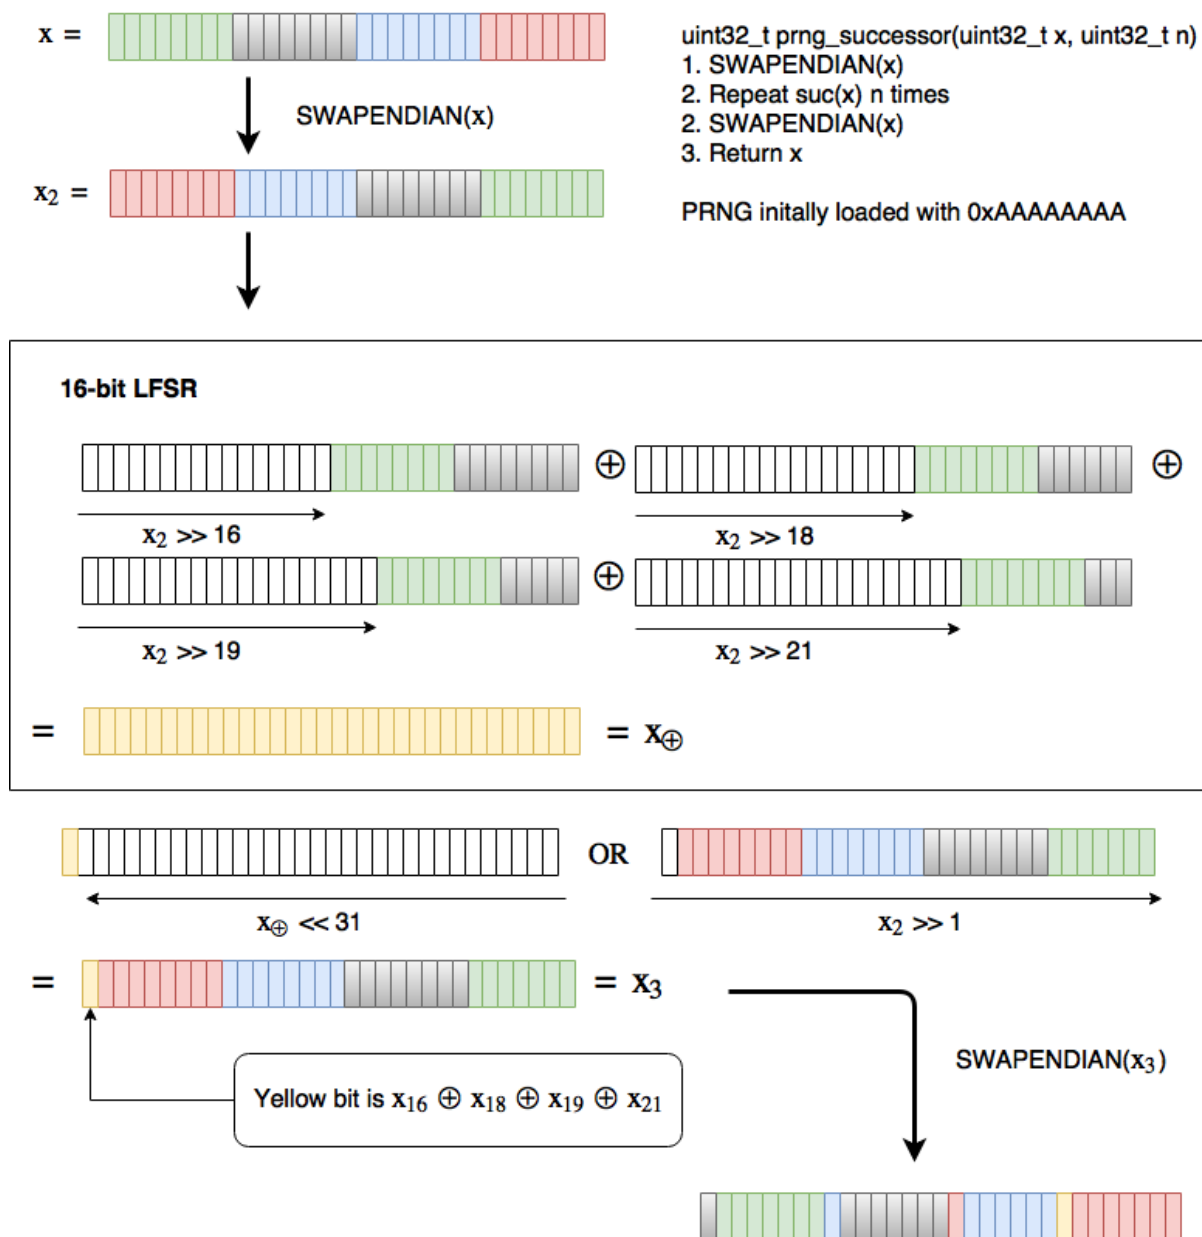 x =
uint32_t prng_successor(uint32_t x, uint32_t n)
1. SWAPENDIAN(x)
2. Repeat suc(x) n times
2. SWAPENDIAN(x)
3. Return x
SWAPENDIAN(x)
x₂ =
PRNG initally loaded with 0xAAAAAAAA
16-bit LFSR
⊕ ⊕
x₂ >> 16
x₂ >> 18
⊕
x₂ >> 19
x₂ >> 21
= = x⊕
OR
x⊕ << 31
x₂ >> 1
= = x₃
SWAPENDIAN(x₃)
Yellow bit is x₁₆ ⊕ x₁₈ ⊕ x₁₉ ⊕ x₂₁